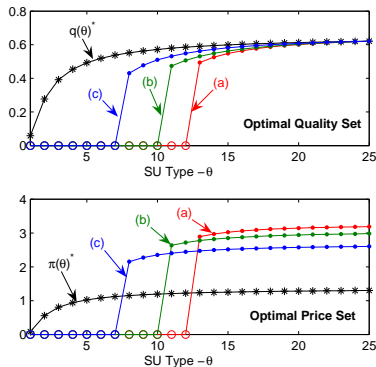 0.8
0.6
0.4
0.2
0
q(θ)*
(c)
(b)
(a)
Optimal Quality Set
5 10 15 20 25
SU Type −θ
4
3
2
1
0
(a)
(b)
(c)
π(θ)*
Optimal Price Set
5 10 15 20 25
SU Type −θ